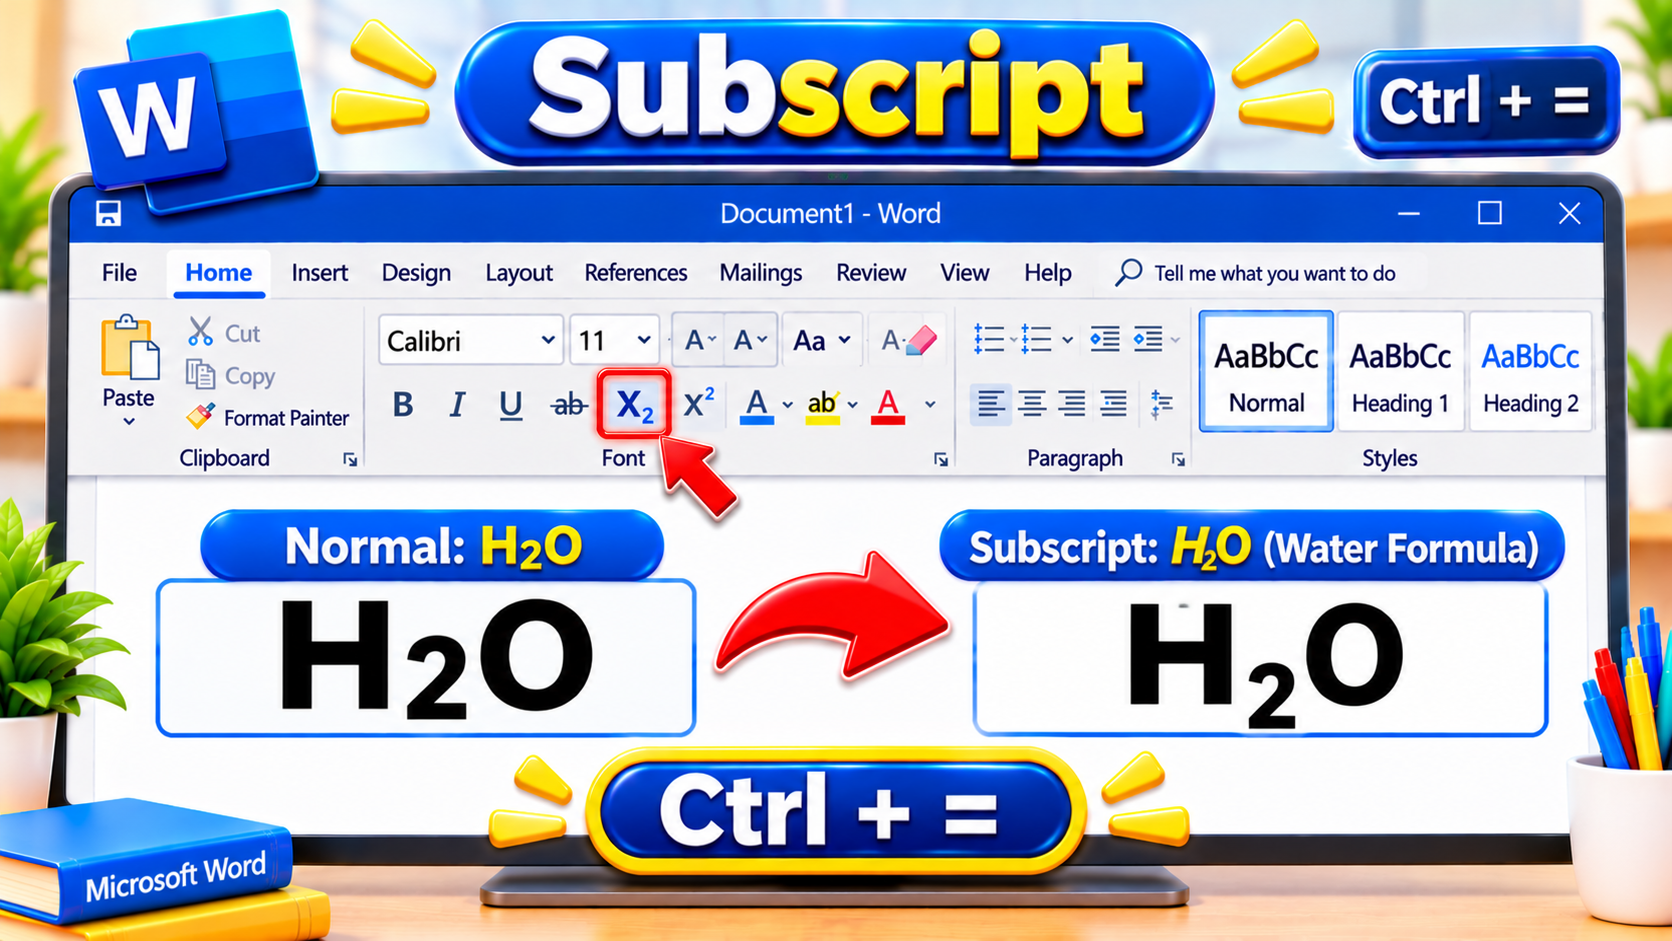 W
Subscript
Ctrl + =
Document1 - Word
File Home Insert Design Layout References Mailings Review View Help Tell me what you want to do
Paste
Cut
Copy
Format Painter
Clipboard
Calibri 11 A A Aa A
B I U ab X₂ X² A ab A
Font
Paragraph
AaBbCc
Normal
AaBbCc
Heading 1
AaBbCc
Heading 2
Styles
Normal: H₂O
H₂O
Subscript: H₂O (Water Formula)
H₂O
Ctrl + =
Microsoft Word